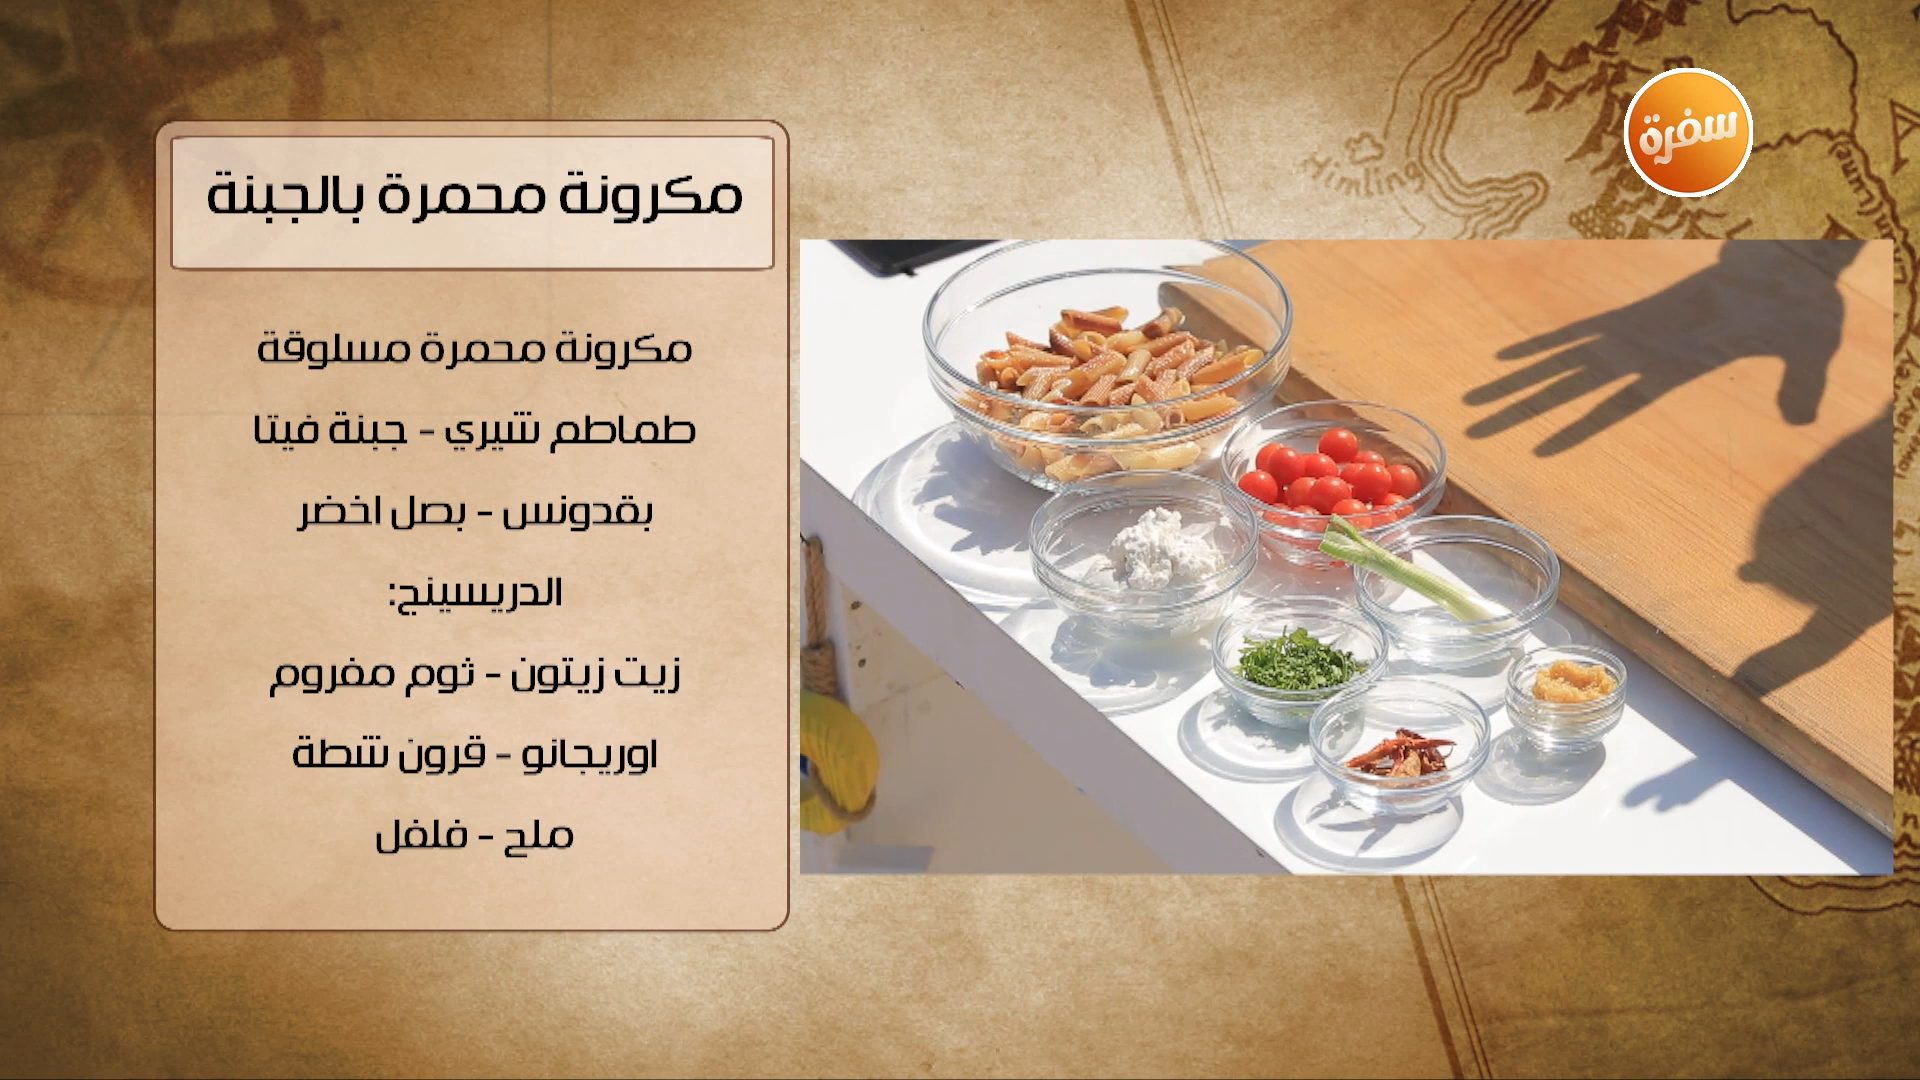 سفرة
مكرونة محمرة بالجبنة
مكرونة محمرة مسلوقة
طماطم شيري - جبنة فيتا
بقدونس - بصل اخضر
الدريسينج:
زيت زيتون - ثوم مفروم
اوريجانو - قرون شطة
ملح - فلفل
Himling